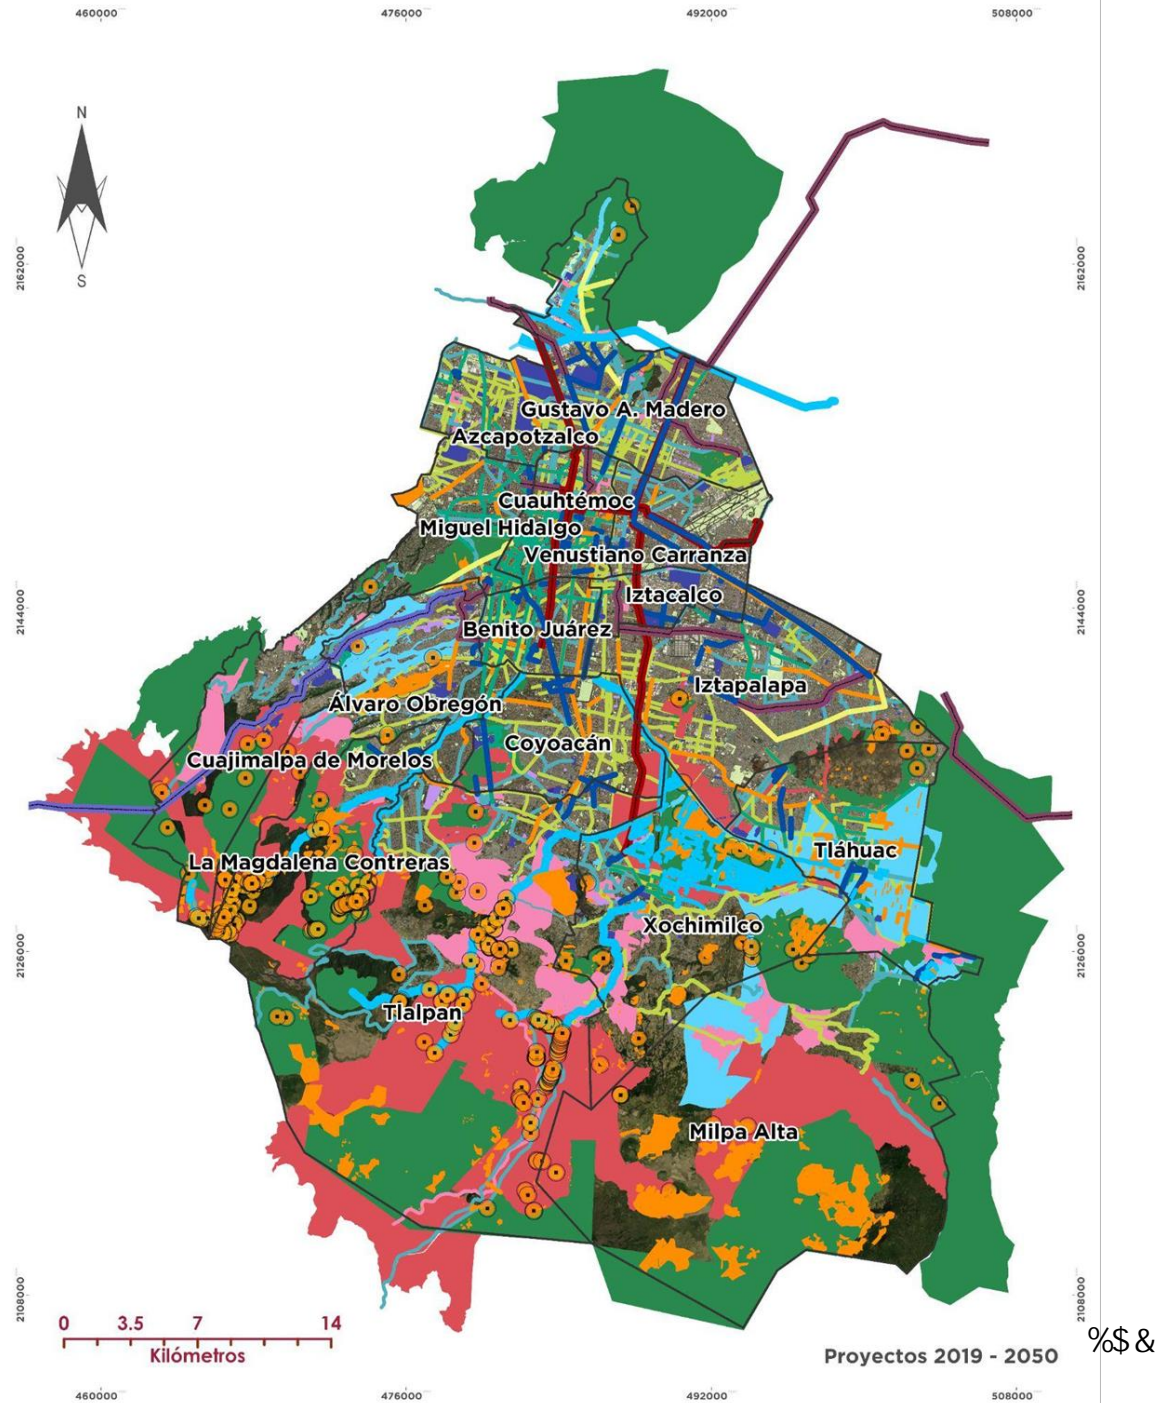 460000 476000 492000 508000
N
S
2162000 2162000
Gustavo A. Madero
Azcapotzalco
Cuauhtémoc
Miguel Hidalgo
Venustiano Carranza
Iztacalco
2144000 2144000
Benito Juárez
Iztapalapa
Álvaro Obregón
Coyoacán
Cuajimalpa de Morelos
Tláhuac
La Magdalena Contreras
Xochimilco
2126000 2126000
Tlalpan
Milpa Alta
2108000 2108000
0 3.5 7 14
Kilómetros
Proyectos 2019 - 2050
%$ &
460000 476000 492000 508000